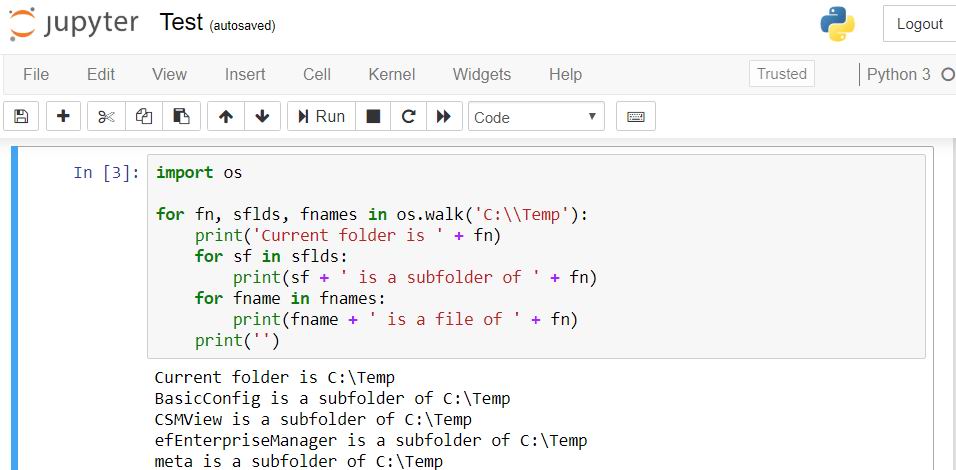 jupyter Test (autosaved) Logout
File Edit View Insert Cell Kernel Widgets Help Trusted Python 3
Run Code
In [3]: import os
for fn, sflds, fnames in os.walk('C:\\Temp'):
    print('Current folder is ' + fn)
    for sf in sflds:
        print(sf + ' is a subfolder of ' + fn)
    for fname in fnames:
        print(fname + ' is a file of ' + fn)
    print('')
Current folder is C:\Temp
BasicConfig is a subfolder of C:\Temp
CSMView is a subfolder of C:\Temp
efEnterpriseManager is a subfolder of C:\Temp
meta is a subfolder of C:\Temp